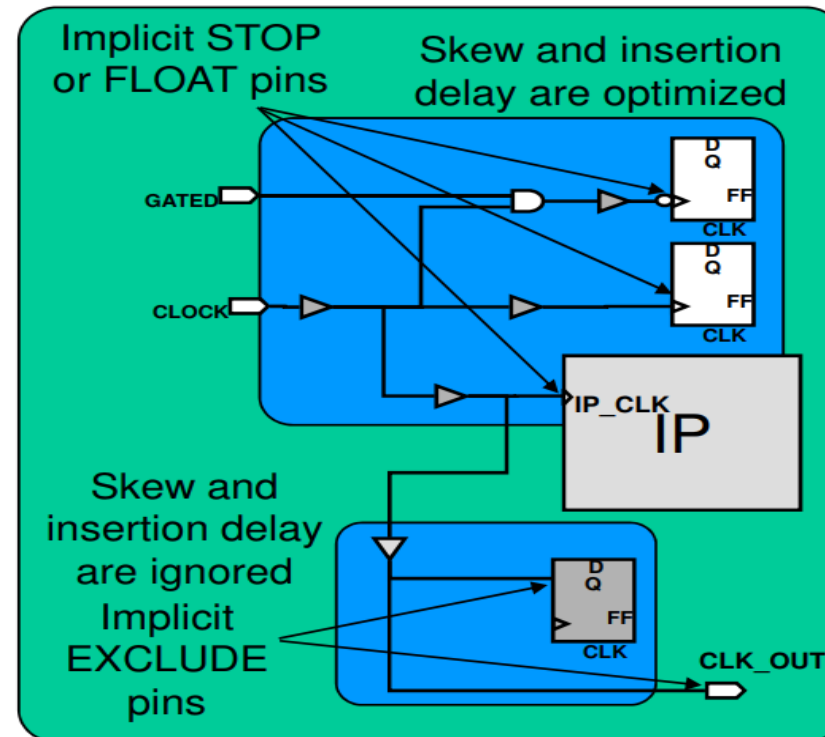 Implicit STOP
or FLOAT pins
Skew and insertion
delay are optimized
D
Q
FF
CLK
GATED
D
Q
FF
CLK
CLOCK
IP_CLK
IP
Skew and
insertion delay
are ignored
Implicit
EXCLUDE
pins
D
Q
FF
CLK
CLK_OUT